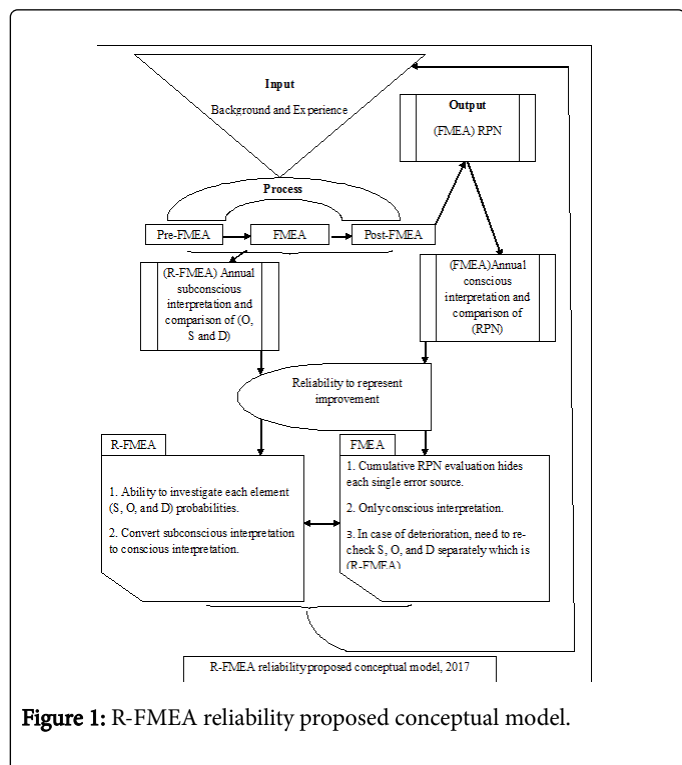 Input
Background and Experience
Output
(FMEA) RPN
Process
Pre-FMEA
FMEA
Post-FMEA
(R-FMEA) Annual
subconscious
interpretation and
comparison of (O,
S and D)
(FMEA)Annual
conscious
interpretation and
comparison of
(RPN)
Reliability to represent
improvement
R-FMEA
1. Ability to investigate each element
(S, O, and D) probabilities.
2. Convert subconscious interpretation
to conscious interpretation.
FMEA
1. Cumulative RPN evaluation hides
each single error source.
2. Only conscious interpretation.
3. In case of deterioration, need to re-
check S, O, and D separately which is
(R-FMEA)
R-FMEA reliability proposed conceptual model, 2017
Figure 1: R-FMEA reliability proposed conceptual model.